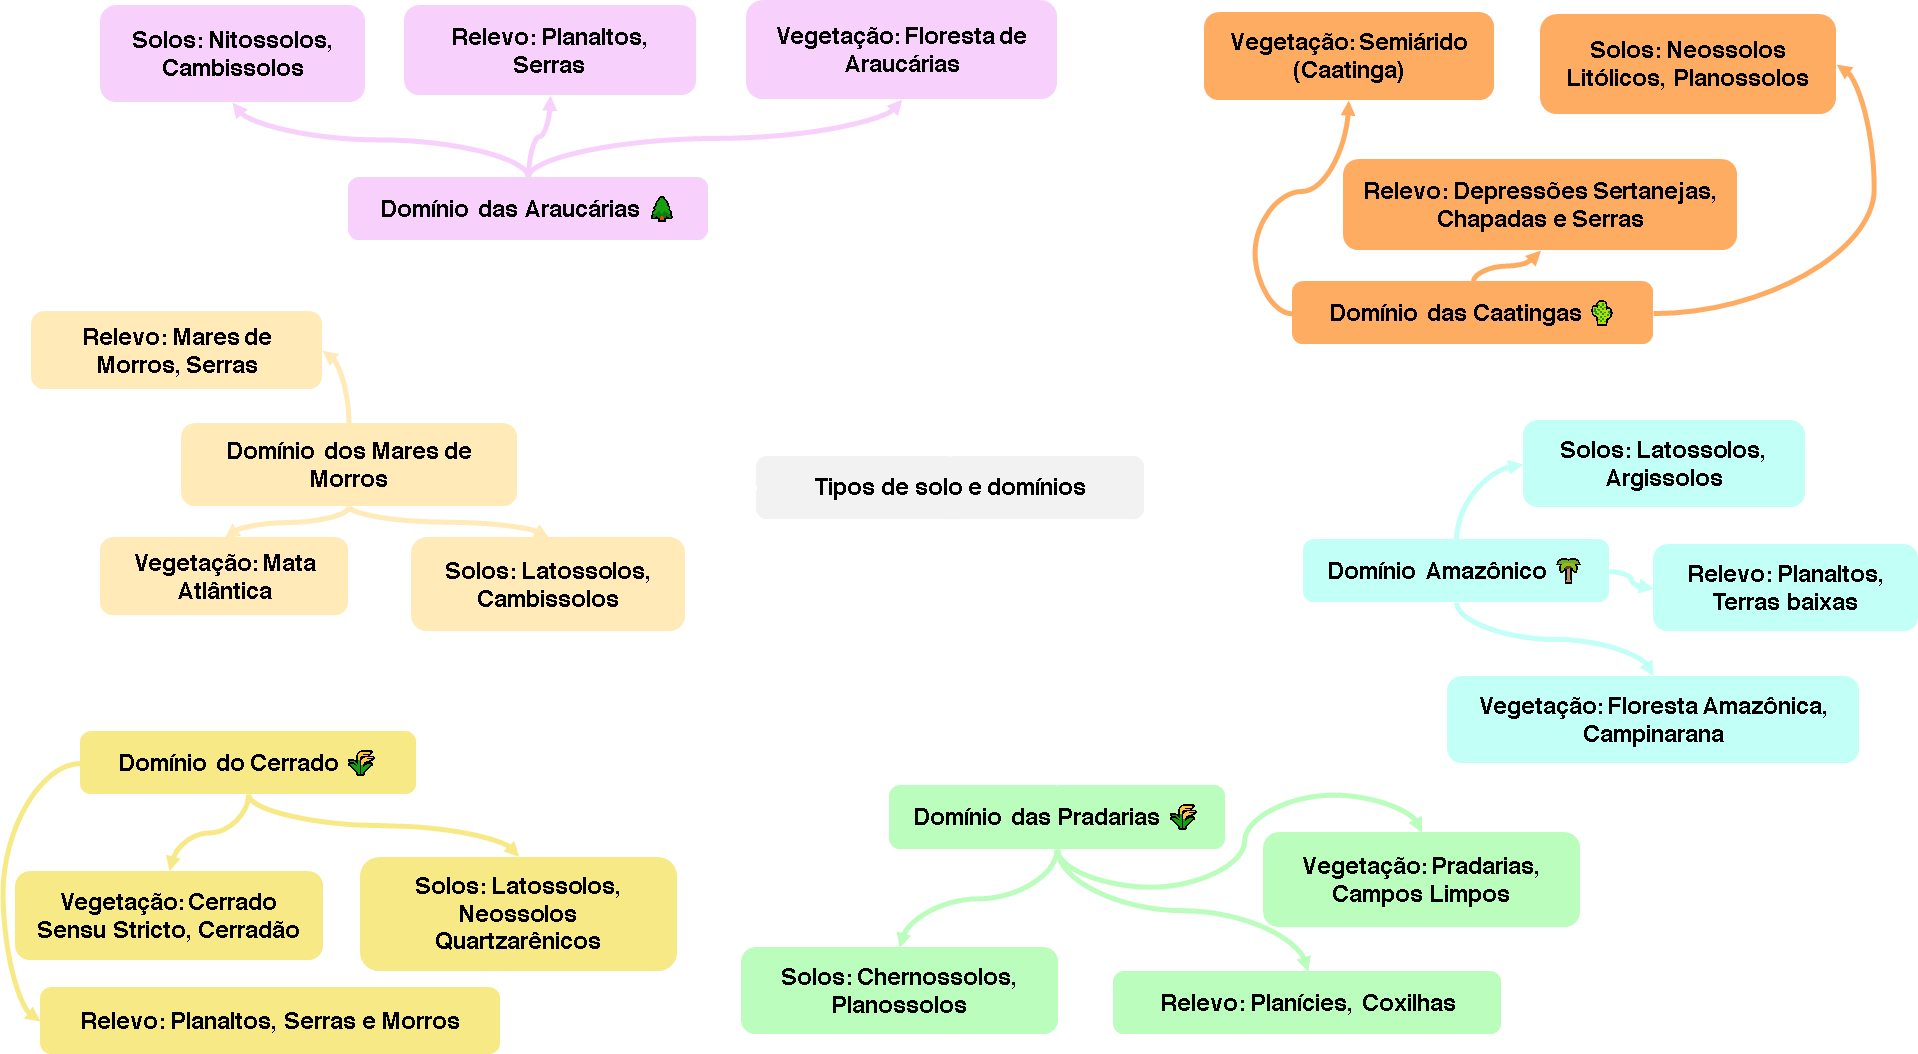 Solos: Nitossolos,
Cambissolos
Relevo: Planaltos,
Serras
Vegetação: Floresta de
Araucárias
Domínio das Araucárias
Vegetação: Semiárido
(Caatinga)
Solos: Neossolos
Litólicos, Planossolos
Relevo: Depressões Sertanejas,
Chapadas e Serras
Domínio das Caatingas
Relevo: Mares de
Morros, Serras
Domínio dos Mares de
Morros
Vegetação: Mata
Atlântica
Solos: Latossolos,
Cambissolos
Tipos de solo e domínios
Solos: Latossolos,
Argissolos
Domínio Amazônico
Relevo: Planaltos,
Terras baixas
Vegetação: Floresta Amazônica,
Campinarana
Domínio do Cerrado
Vegetação: Cerrado
Sensu Stricto, Cerradão
Solos: Latossolos,
Neossolos
Quartzarênicos
Relevo: Planaltos, Serras e Morros
Domínio das Pradarias
Vegetação: Pradarias,
Campos Limpos
Solos: Chernossolos,
Planossolos
Relevo: Planícies, Coxilhas